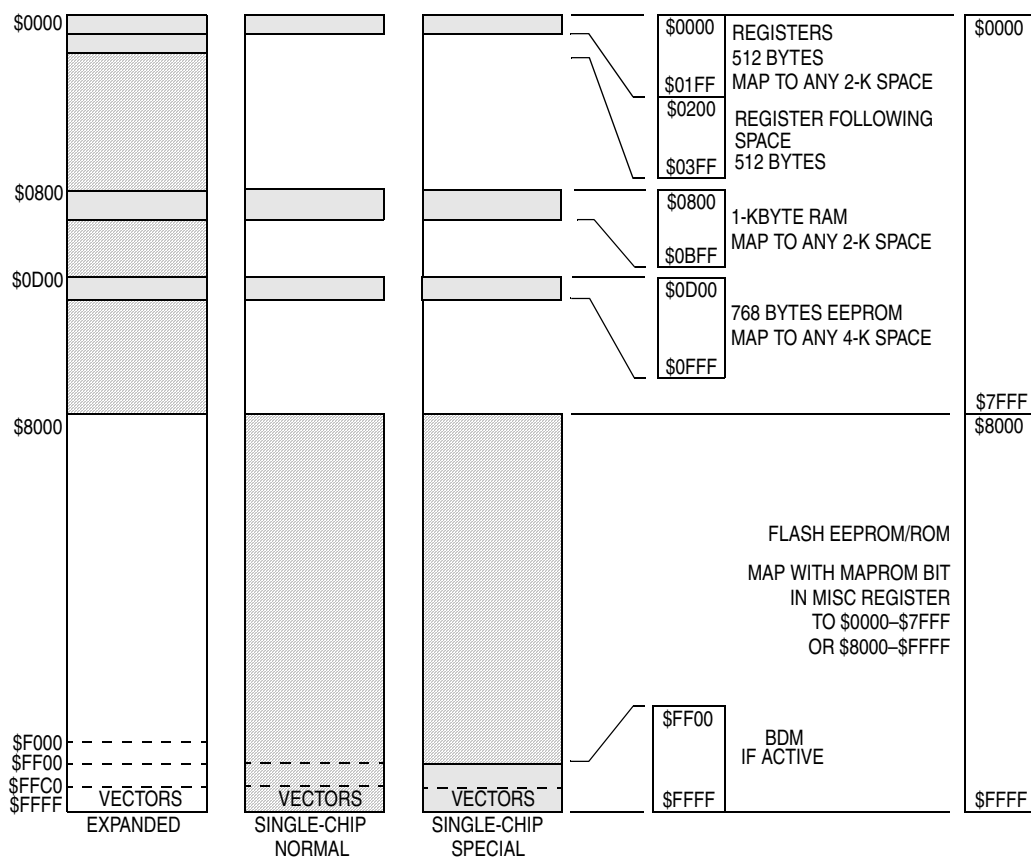 $0000
$0800
$0D00
$8000
$F000
$FF00
$FFC0
$FFFF
VECTORS
EXPANDED
VECTORS
SINGLE-CHIP
NORMAL
VECTORS
SINGLE-CHIP
SPECIAL
$0000
$01FF
REGISTERS
512 BYTES
MAP TO ANY 2-K SPACE
$0200
$03FF
REGISTER FOLLOWING
SPACE
512 BYTES
$0800
$0BFF
1-KBYTE RAM
MAP TO ANY 2-K SPACE
$0D00
$0FFF
768 BYTES EEPROM
MAP TO ANY 4-K SPACE
FLASH EEPROM/ROM
MAP WITH MAPROM BIT
IN MISC REGISTER
TO $0000–$7FFF
OR $8000–$FFFF
$FF00
$FFFF
BDM
IF ACTIVE
$0000
$7FFF
$8000
$FFFF